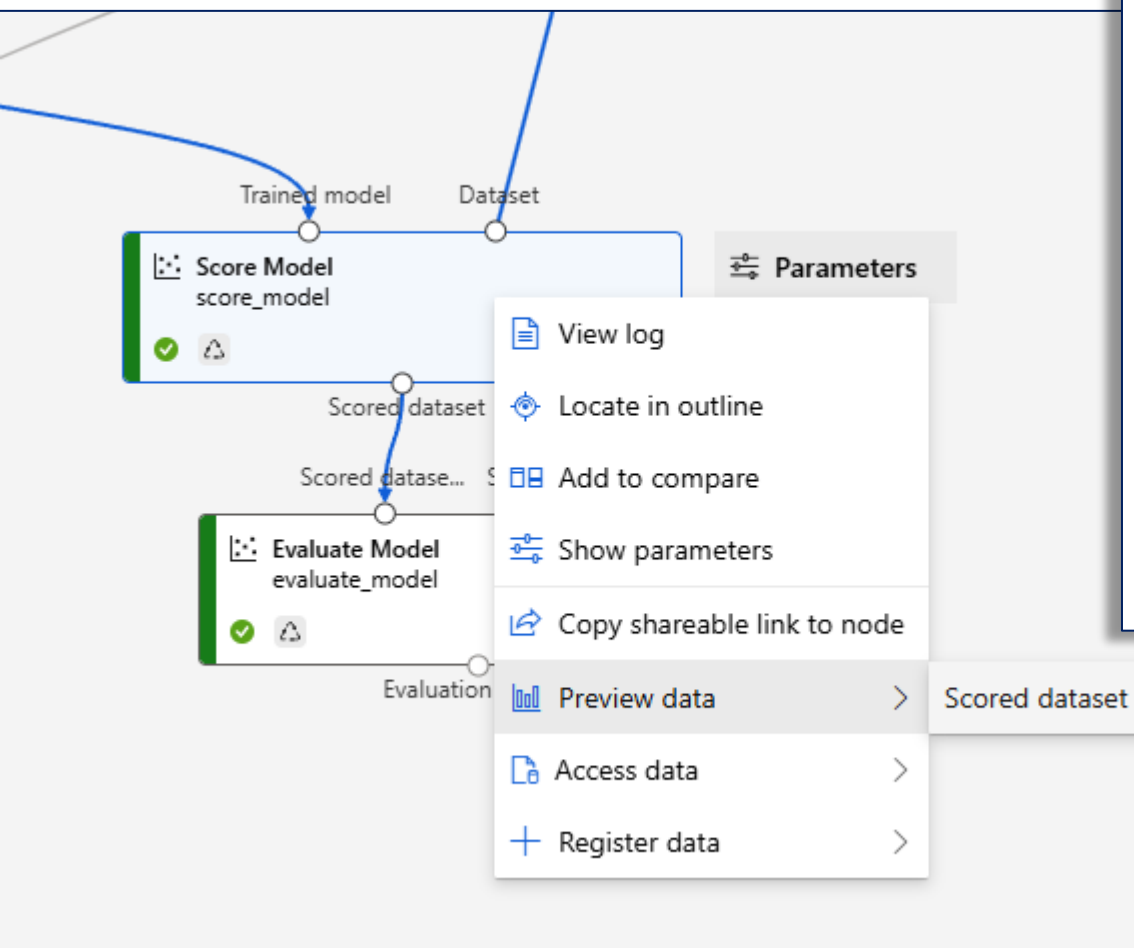 Trained model
Dataset
Score Model
score_model
Parameters
View log
Locate in outline
Add to compare
Show parameters
Copy shareable link to node
Preview data
Scored dataset
Access data
Register data
Scored dataset
Scored datase...
S
Evaluate Model
evaluate_model
Evaluation